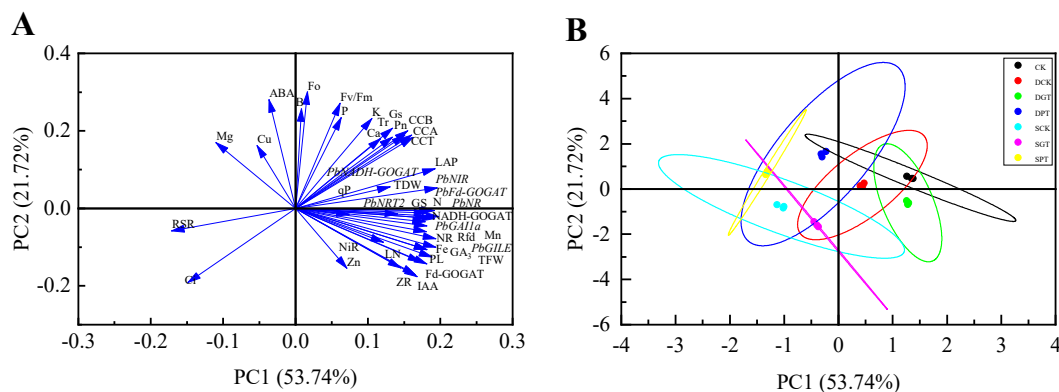 A
0.4
0.2
0.0
-0.2
PC2 (21.72%)
ABA
B
Fo
Fv/Fm
P
K
Gs
Tr
Pn
CCB
CCA
CCT
Ca
Mg
Cu
LAP
PbNADH-GOGAT
PbNIR
qP
TDW
PbFd-GOGAT
PbNRT2
GS
N
PbNR
NADH-GOGAT
PbGAI1a
RSR
NR
Rfd
Mn
NiR
Fe
PbGILE
LN
GA3
Zn
PL
TFW
Fd-GOGAT
Ci
ZR
IAA
-0.3 -0.2 -0.1 0.0 0.1 0.2 0.3
PC1 (53.74%)
B
6
4
2
0
-2
-4
-6
PC2 (21.72%)
CK
DCK
DGT
DPT
SCK
SGT
SPT
-4 -3 -2 -1 0 1 2 3 4
PC1 (53.74%)